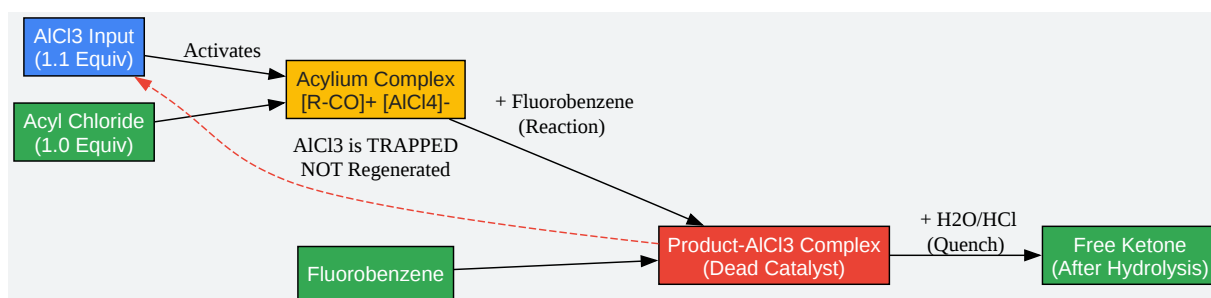 AlCl3 Input
(1.1 Equiv)
Activates
Acyl Chloride
(1.0 Equiv)
Acylium Complex
[R-CO]+ [AlCl4]-
+ Fluorobenzene
(Reaction)
AlCl3 is TRAPPED
NOT Regenerated
Fluorobenzene
Product-AlCl3 Complex
(Dead Catalyst)
+ H2O/HCl
(Quench)
Free Ketone
(After Hydrolysis)